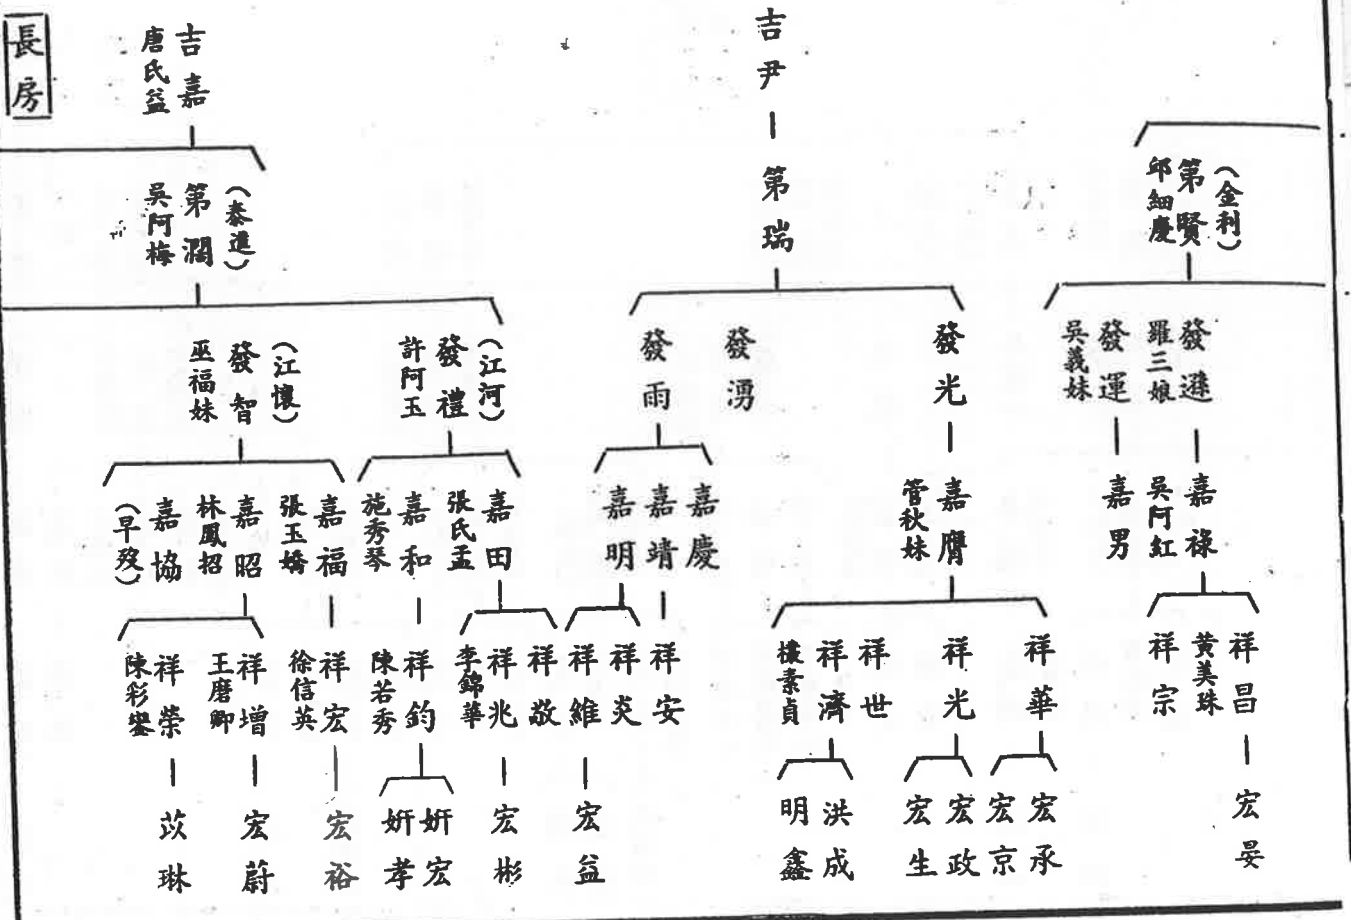 長房
吉尹
吉嘉
唐氏益
(金利)
第賢
邱細慶
第瑞
(泰進)
第濶
吳阿梅
發遜
羅三娘
發運
吳義妹
發光
發湧
發雨
(江河)
發禮
許阿玉
(江懷)
發智
巫福妹
嘉祿
吳阿紅
嘉男
嘉膺
管秋妹
嘉慶
嘉靖
嘉明
嘉田
張氏孟
嘉和
施秀琴
嘉福
張玉嬌
嘉昭
林鳳招
嘉協
(早歿)
祥昌
黃美珠
祥宗
祥華
祥光
祥世
祥濟
樓素貞
祥安
祥炎
祥維
祥敬
祥兆
李錦華
祥鈞
陳若秀
祥宏
徐信英
祥增
王磨卿
祥榮
陳彩鑾
宏晏
宏承
宏京
宏政
宏生
洪成
明鑫
宏益
宏彬
妍宏
妍孝
宏裕
宏蔚
苡琳